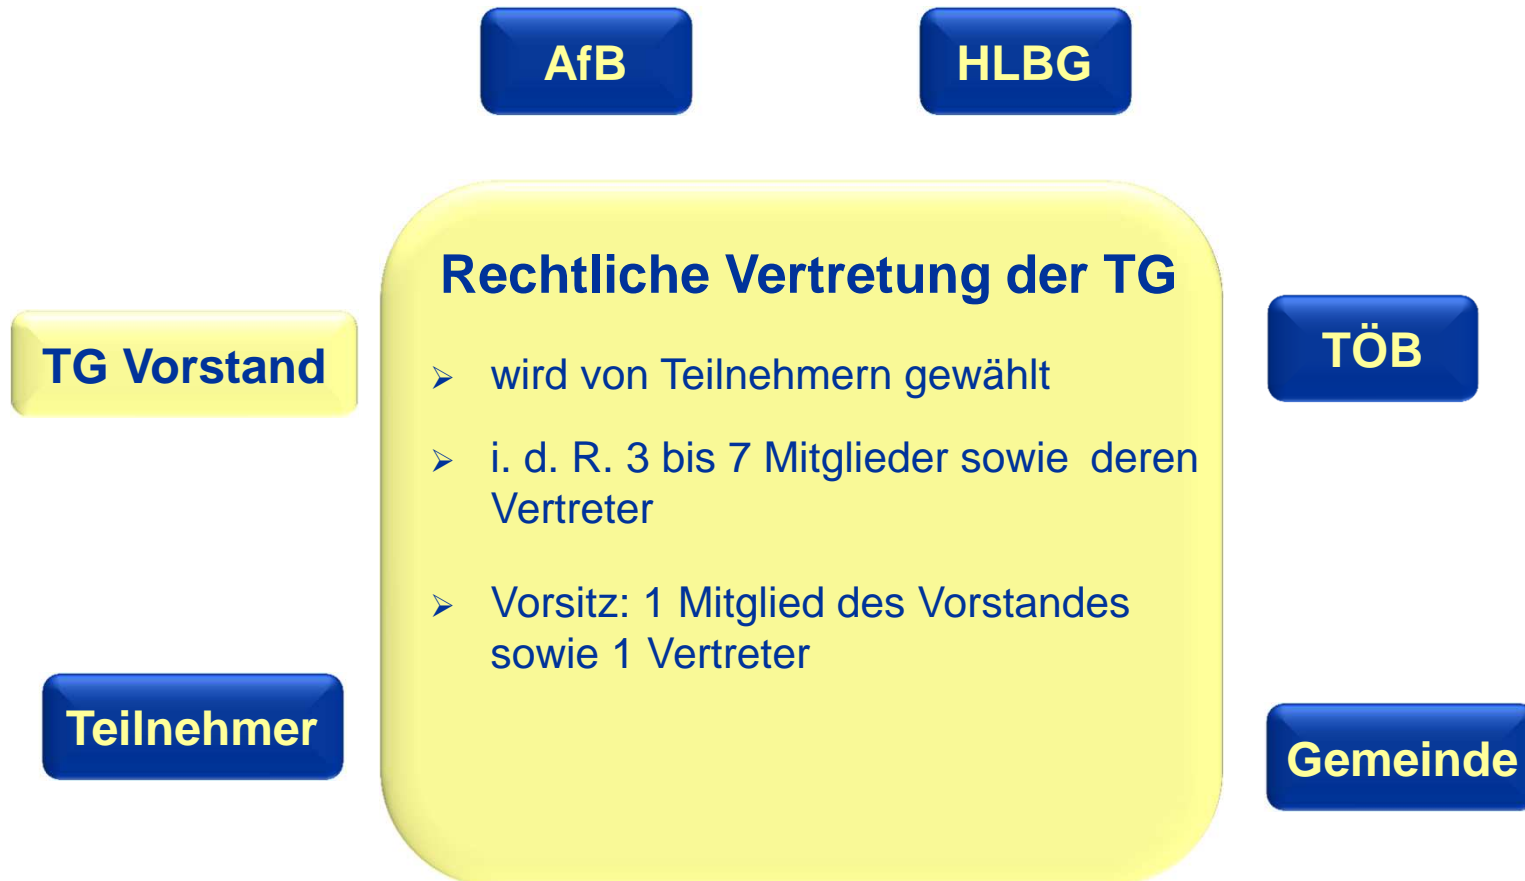 AfB
HLBG
Rechtliche Vertretung der TG
TG Vorstand
➢ wird von Teilnehmern gewählt
➢ i. d. R. 3 bis 7 Mitglieder sowie deren
Vertreter
➢ Vorsitz: 1 Mitglied des Vorstandes
sowie 1 Vertreter
TÖB
Teilnehmer
Gemeinde